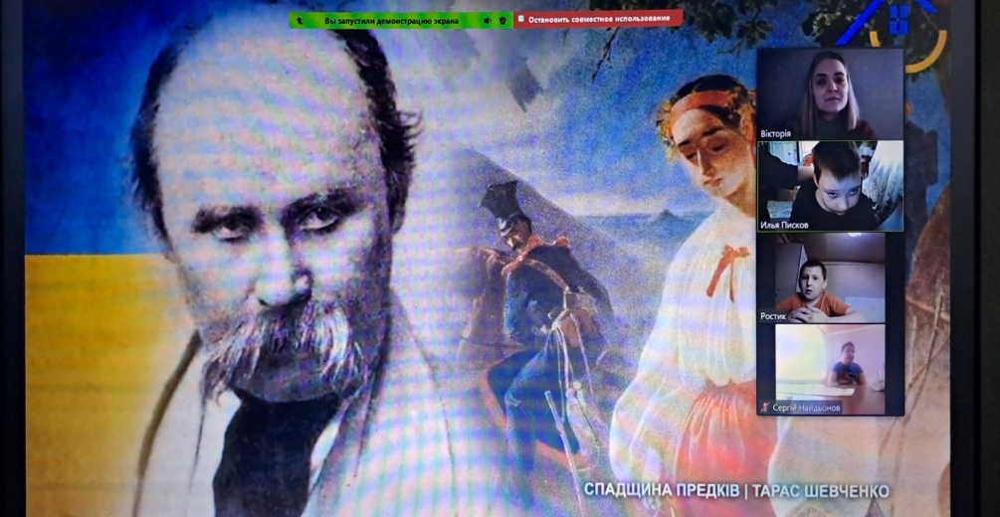 Вы запустили демонстрацию экрана
Остановить совместное использование
Вікторія
Илья Писков
Ростик
Сергій Найдьонов
СПАДЩИНА ПРЕДКІВ | ТАРАС ШЕВЧЕНКО